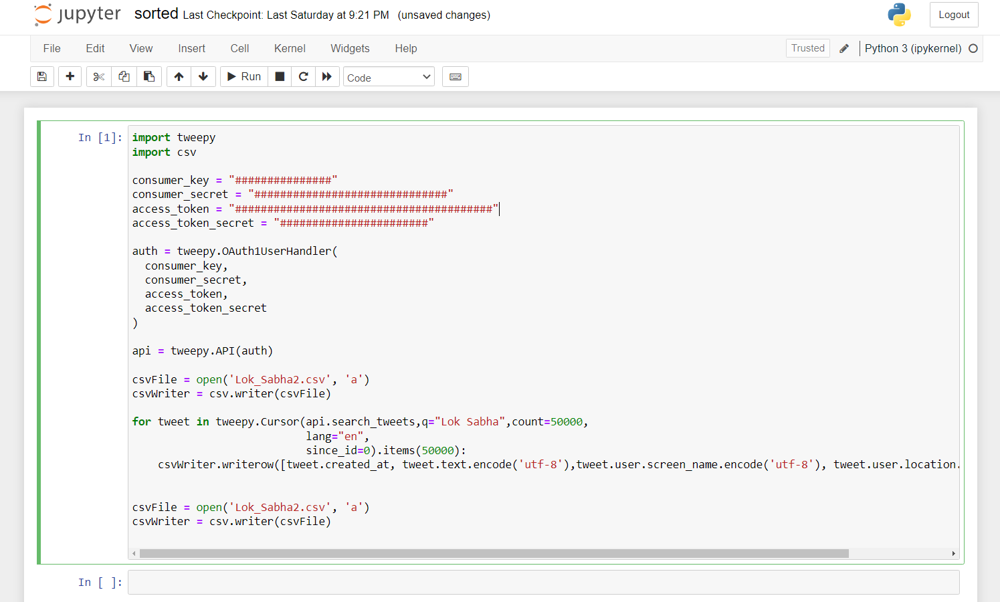 jupyter sorted Last Checkpoint: Last Saturday at 9:21 PM (unsaved changes) Logout
File Edit View Insert Cell Kernel Widgets Help Trusted Python 3 (ipykernel)
Run Code
In [1]:
import tweepy
import csv

consumer_key = "###############"
consumer_secret = "##############################"
access_token = "########################################"
access_token_secret = "#######################"

auth = tweepy.OAuth1UserHandler(
  consumer_key,
  consumer_secret,
  access_token,
  access_token_secret
)

api = tweepy.API(auth)

csvFile = open('Lok_Sabha2.csv', 'a')
csvWriter = csv.writer(csvFile)

for tweet in tweepy.Cursor(api.search_tweets,q="Lok Sabha",count=50000,
                           lang="en",
                           since_id=0).items(50000):
    csvWriter.writerow([tweet.created_at, tweet.text.encode('utf-8'),tweet.user.screen_name.encode('utf-8'), tweet.user.location.

csvFile = open('Lok_Sabha2.csv', 'a')
csvWriter = csv.writer(csvFile)
In [ ]: